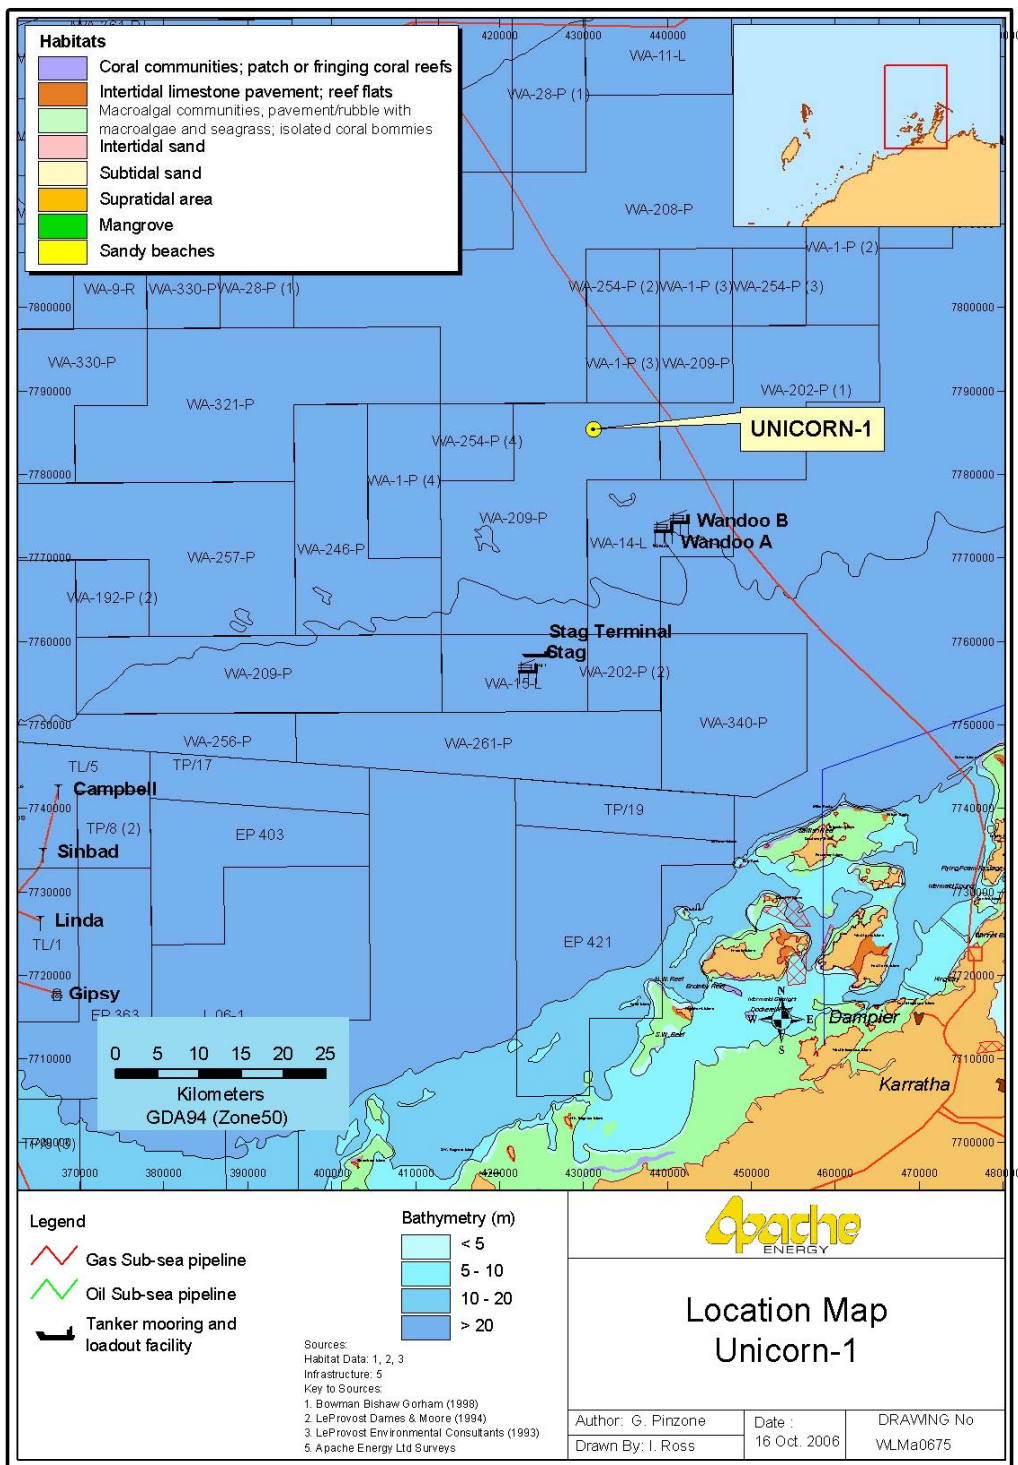 Habitats
Coral communities; patch or fringing coral reefs
Intertidal limestone pavement; reef flats
Macroalgal communities, pavement/rubble with
macroalgae and seagrass; isolated coral bommies
Intertidal sand
Subtidal sand
Supratidal area
Mangrove
Sandy beaches
420000
430000
440000
WA-11-L
WA-28-P (1)
WA-208-P
WA-1-P (2)
WA-9-R
WA-330-P
WA-28-P (1)
WA-254-P (2)
WA-1-P (3)
WA-254-P (3)
7800000
7800000
WA-330-P
WA-1-P (3)
WA-209-P
7790000
WA-321-P
WA-202-P (1)
7790000
UNICORN-1
WA-254-P (4)
7780000
WA-1-P (4)
7780000
WA-209-P
Wandoo B
Wandoo A
WA-14-L
WA-246-P
WA-257-P
7770000
7770000
WA-192-P (2)
Stag Terminal
Stag
7760000
7760000
WA-209-P
WA-15-L
WA-202-P (2)
WA-340-P
7750000
7750000
WA-256-P
WA-261-P
TL/5
TP/17
Campbell
7740000
TP/19
7740000
TP/8 (2)
EP 403
Sinbad
7730000
7730000
Linda
TL/1
EP 421
7720000
7720000
Gipsy
EP 363
L 06-1
N
W
E
S
Dampier
7710000
7710000
Karratha
0 5 10 15 20 25
Kilometers
GDA94 (Zone50)
7700000
7700000
370000
380000
390000
400000
410000
420000
430000
440000
450000
460000
470000
Legend
Gas Sub-sea pipeline
Oil Sub-sea pipeline
Tanker mooring and
loadout facility
Bathymetry (m)
< 5
5 - 10
10 - 20
> 20
Sources:
Habitat Data: 1, 2, 3
Infrastructure: 5
Key to Sources:
1. Bowman Bishaw Gorham (1998)
2. LeProvost Dames & Moore (1994)
3. LeProvost Environmental Consultants (1993)
5. Apache Energy Ltd Surveys
Apache
ENERGY
Location Map
Unicorn-1
Author: G. Pinzone
Drawn By: I. Ross
Date :
16 Oct. 2006
DRAWING No
WLMa0675